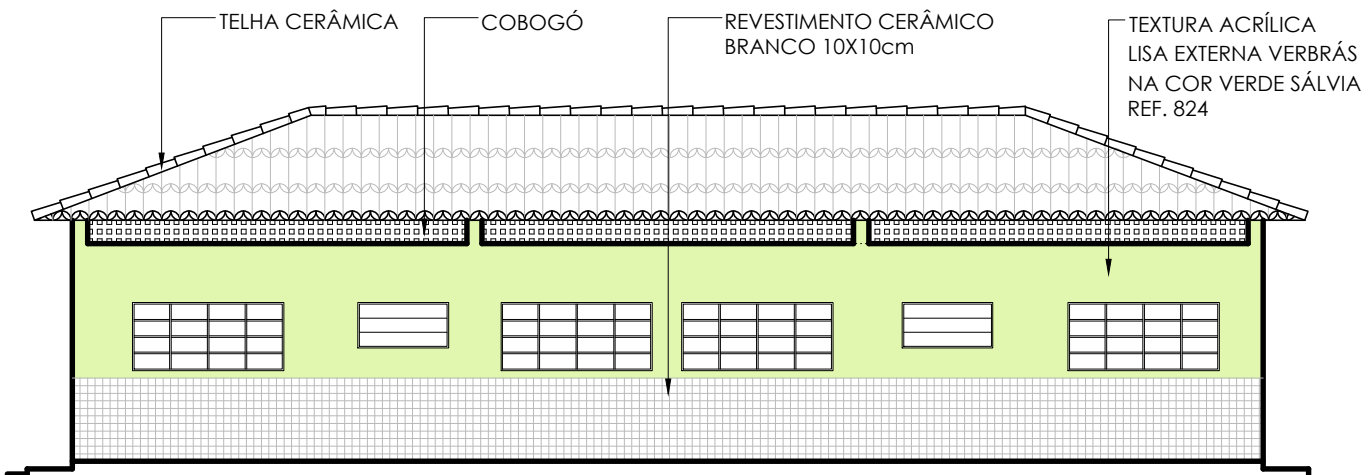 TELHA CERÂMICA
COBOGÓ
REVESTIMENTO CERÂMICO
BRANCO 10X10cm
TEXTURA ACRÍLICA
LISA EXTERNA VERBRÁS
NA COR VERDE SÁLVIA
REF. 824